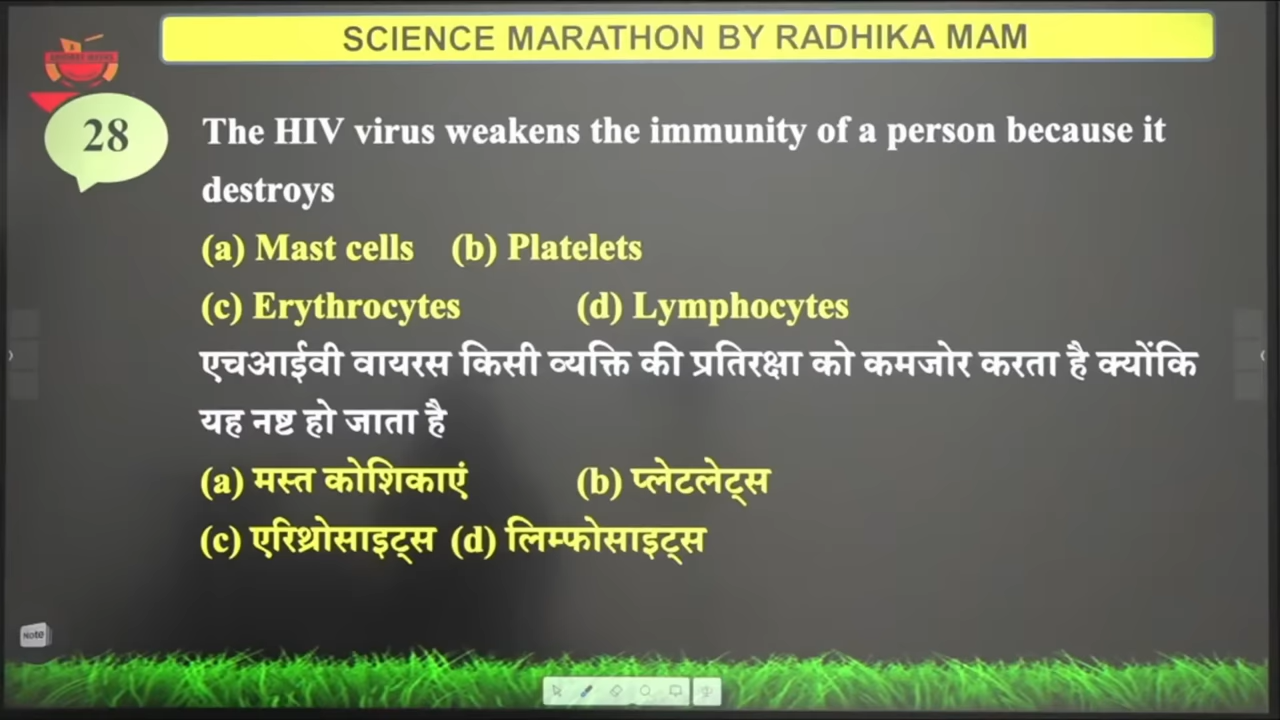 SCIENCE MARATHON BY RADHIKA MAM
28
The HIV virus weakens the immunity of a person because it
destroys
(a) Mast cells (b) Platelets
(c) Erythrocytes (d) Lymphocytes
एचआईवी वायरस किसी व्यक्ति की प्रतिरक्षा को कमजोर करता है क्योंकि
यह नष्ट हो जाता है
(a) मस्त कोशिकाएं (b) प्लेटलेट्स
(c) एरिथ्रोसाइट्स (d) लिम्फोसाइट्स
Note